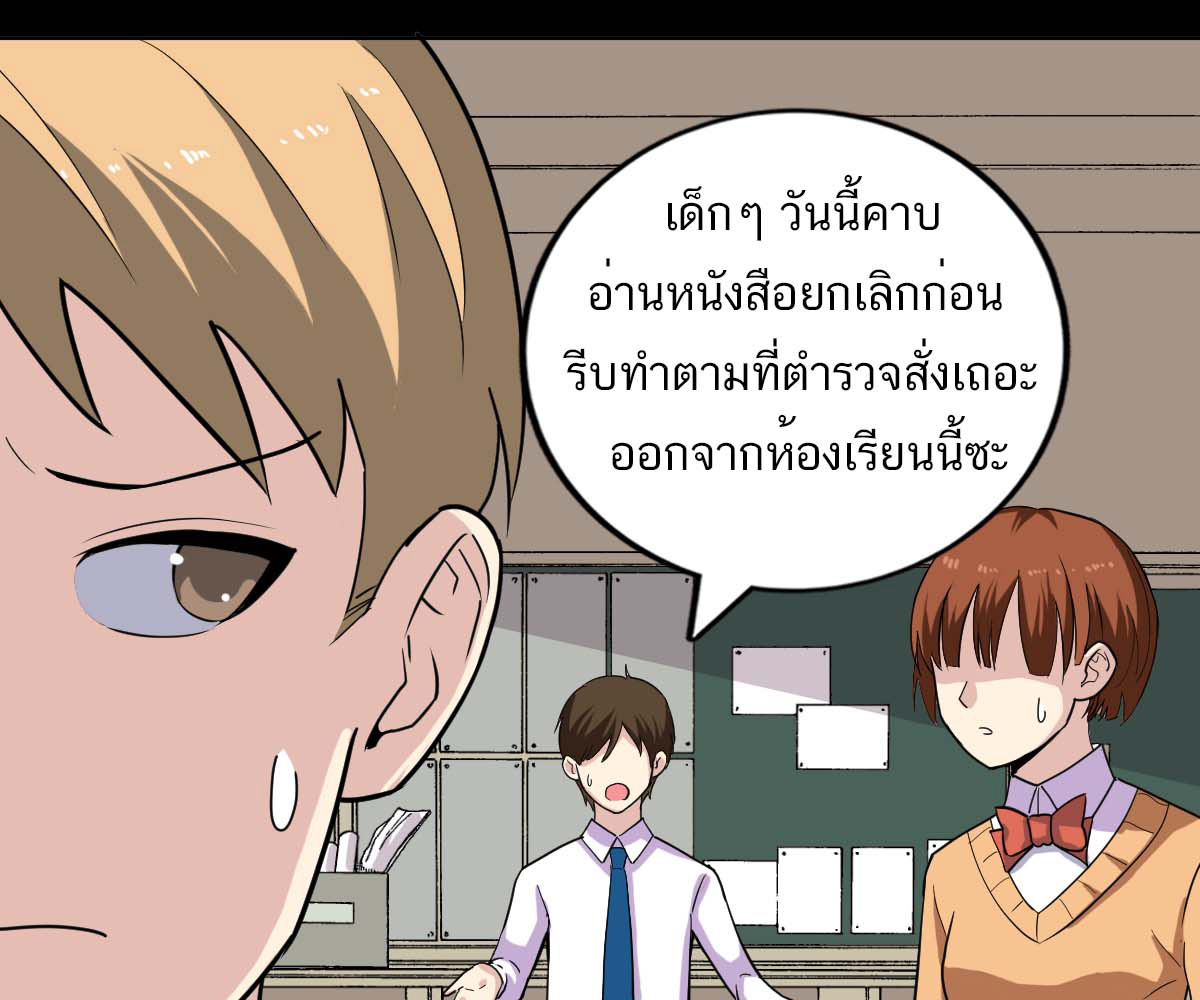 เด็กๆ วันนี้คาบ
อ่านหนังสือยกเลิกก่อน
รีบทำตามที่ตำรวจสั่งเถอะ
ออกจากห้องเรียนนี้ซะ